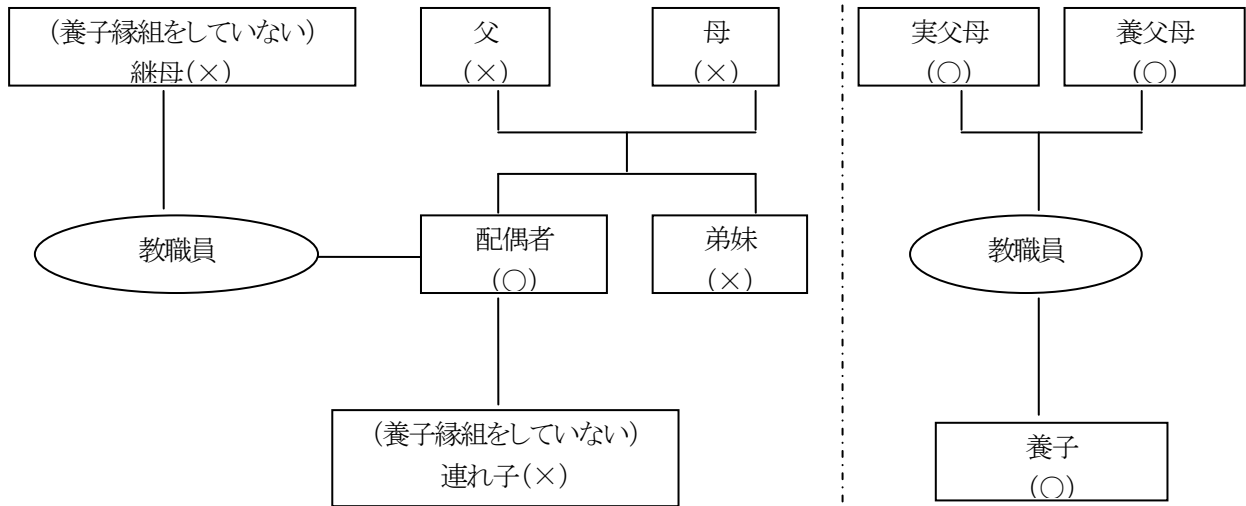 (養子縁組をしていない)
継母(×)
父
(×)
母
(×)
実父母
(○)
養父母
(○)
教職員
配偶者
(○)
弟妹
(×)
教職員
(養子縁組をしていない)
連れ子(×)
養子
(○)